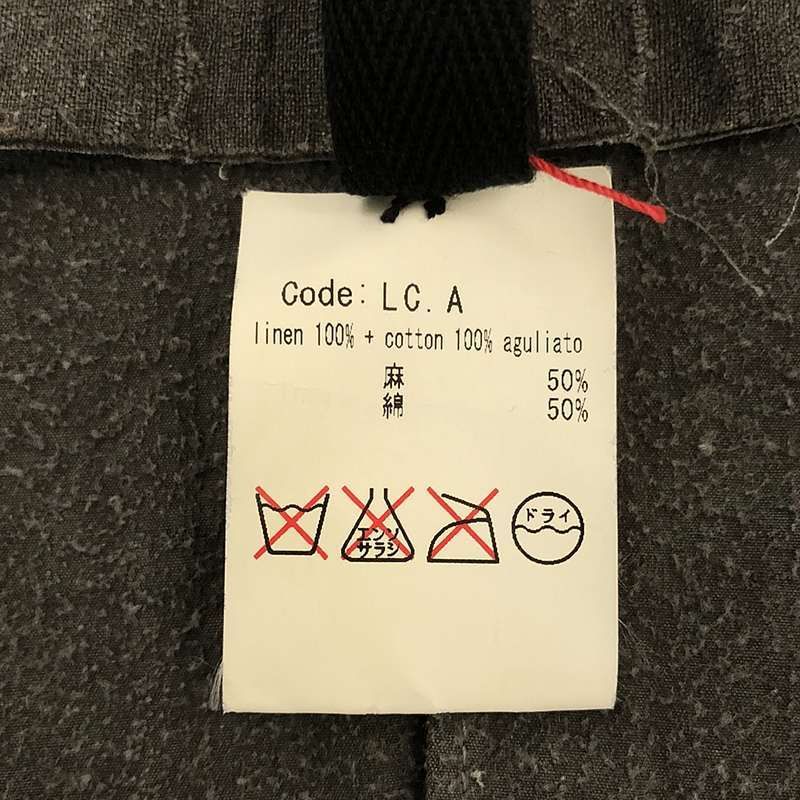 Code: LC. A
linen 100% + cotton 100% aguliato
麻 50%
綿 50%
エンソ
サラシ
ドライ